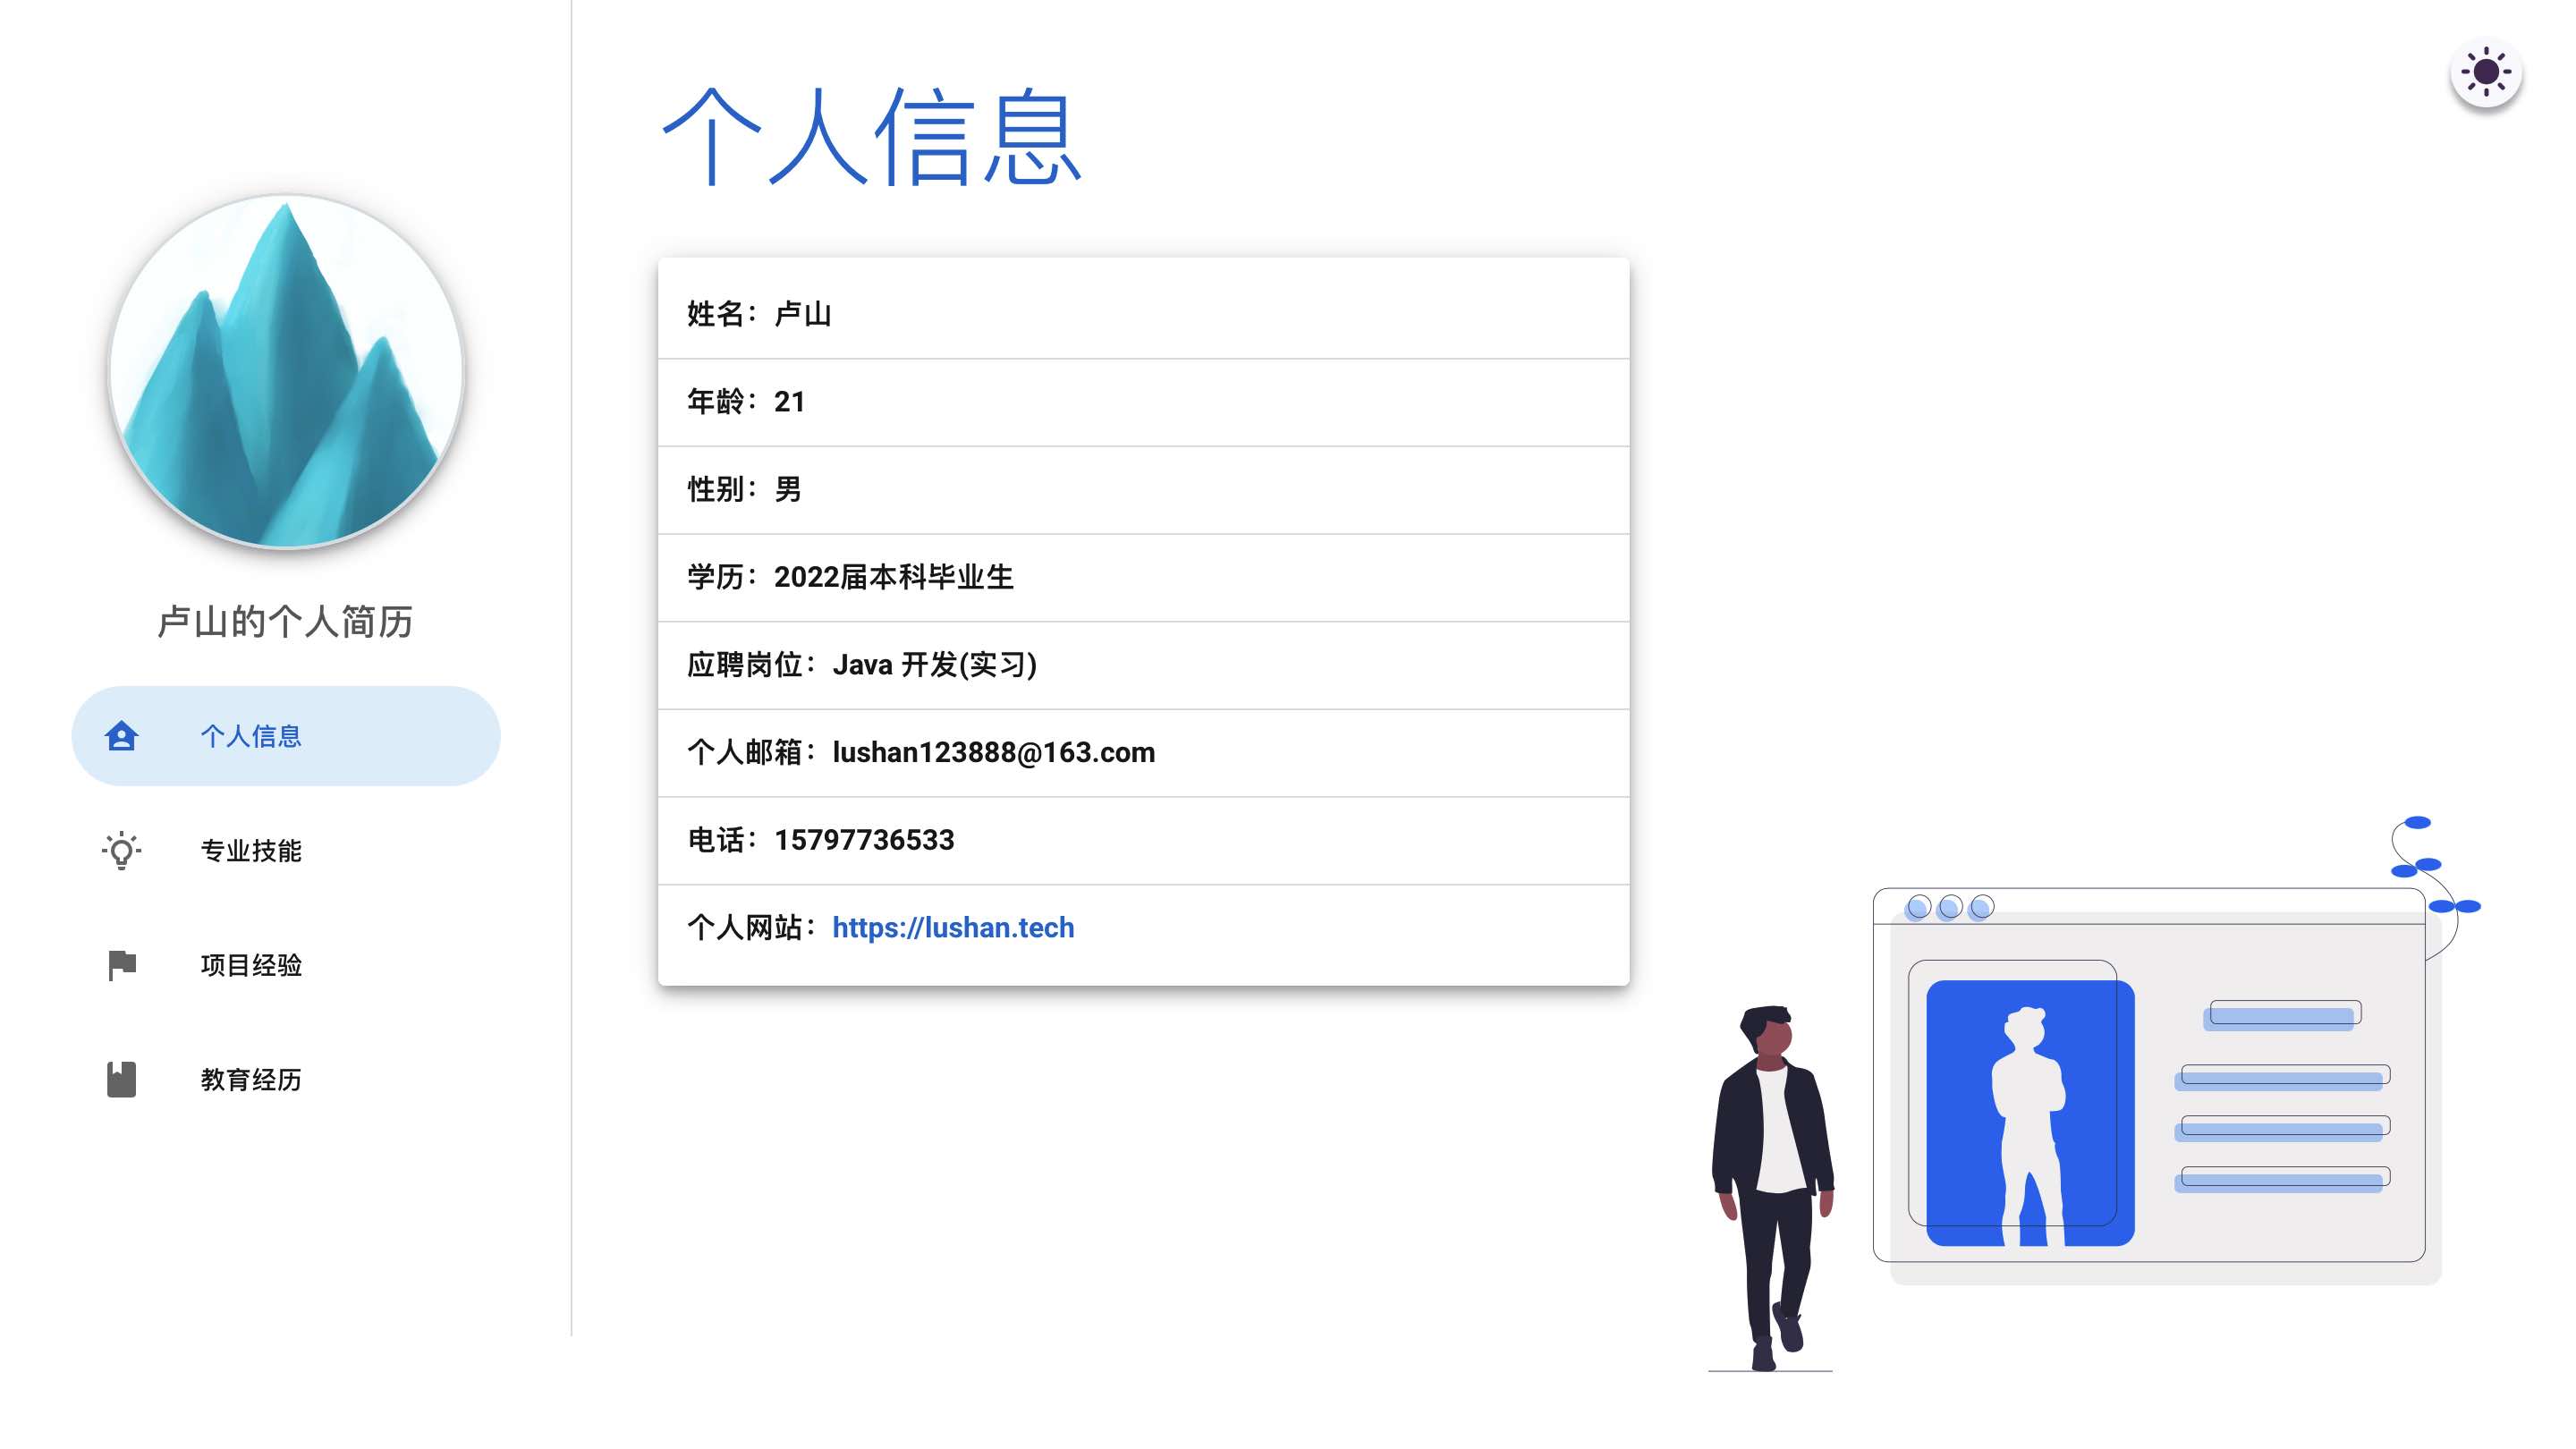 卢山的个人简历
个人信息
专业技能
项目经验
教育经历
个人信息
姓名：卢山
年龄：21
性别：男
学历：2022届本科毕业生
应聘岗位：Java 开发(实习)
个人邮箱：lushan123888@163.com
电话：15797736533
个人网站：https://lushan.tech